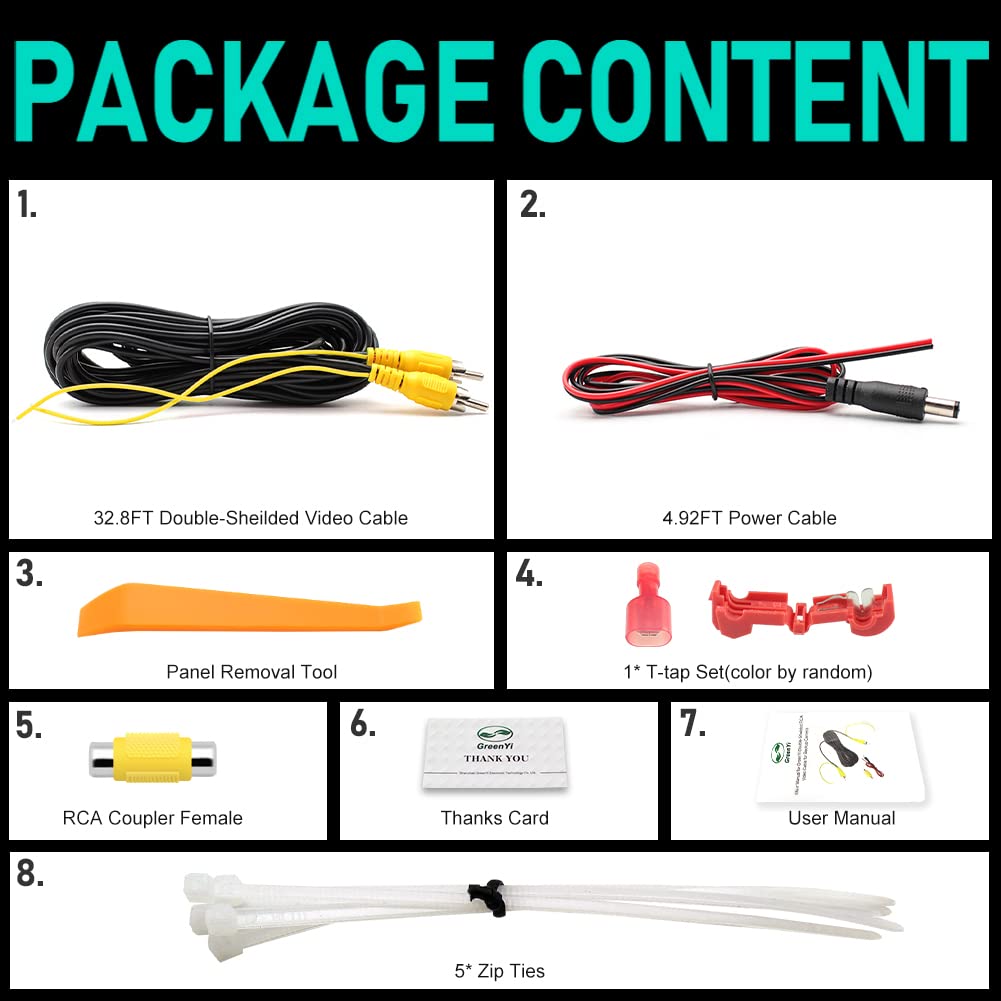 PACKAGE CONTENT
1.
32.8FT Double-Sheilded Video Cable
2.
4.92FT Power Cable
3.
Panel Removal Tool
4.
1* T-tap Set(color by random)
5.
RCA Coupler Female
6.
GreenYi
THANK YOU
Thanks Card
7.
GreenYi
User Manual
8.
5* Zip Ties